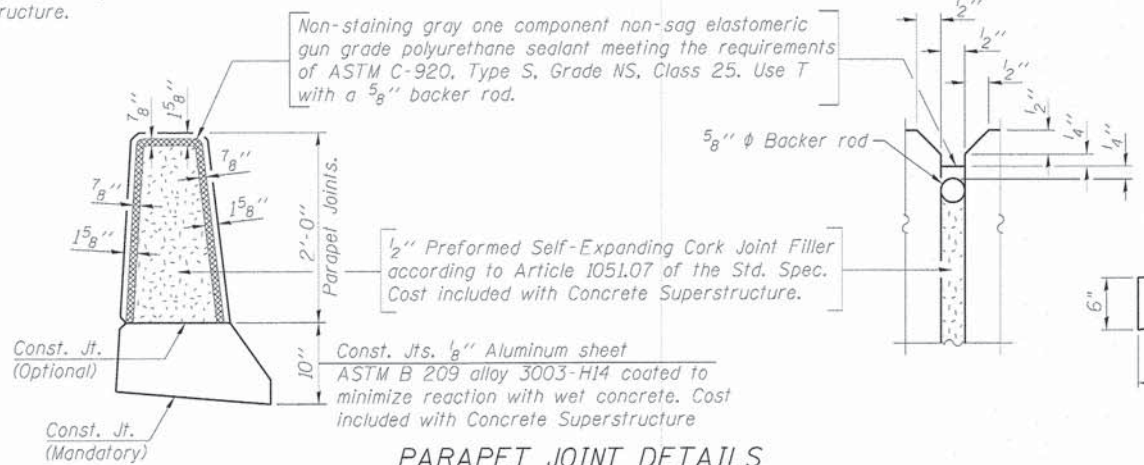 ructure.
Non-staining gray one component non-sag elastomeric
gun grade polyurethane sealant meeting the requirements
of ASTM C-920, Type S, Grade NS, Class 25. Use T
with a 5/8" backer rod.
7/8"
1 5/8"
7/8"
7/8"
1 5/8"
1 5/8"
2'-0"
Parapet Joints.
10"
Const. Jt.
(Optional)
Const. Jt.
(Mandatory)
1/2" Preformed Self-Expanding Cork Joint Filler
according to Article 1051.07 of the Std. Spec.
Cost included with Concrete Superstructure.
Const. Jts. 1/8" Aluminum sheet
ASTM B 209 alloy 3003-H14 coated to
minimize reaction with wet concrete. Cost
included with Concrete Superstructure
1/2"
1/2"
1/2"
1/2"
1/4"
1/4"
5/8" φ Backer rod
6"
PARAPET JOINT DETAILS